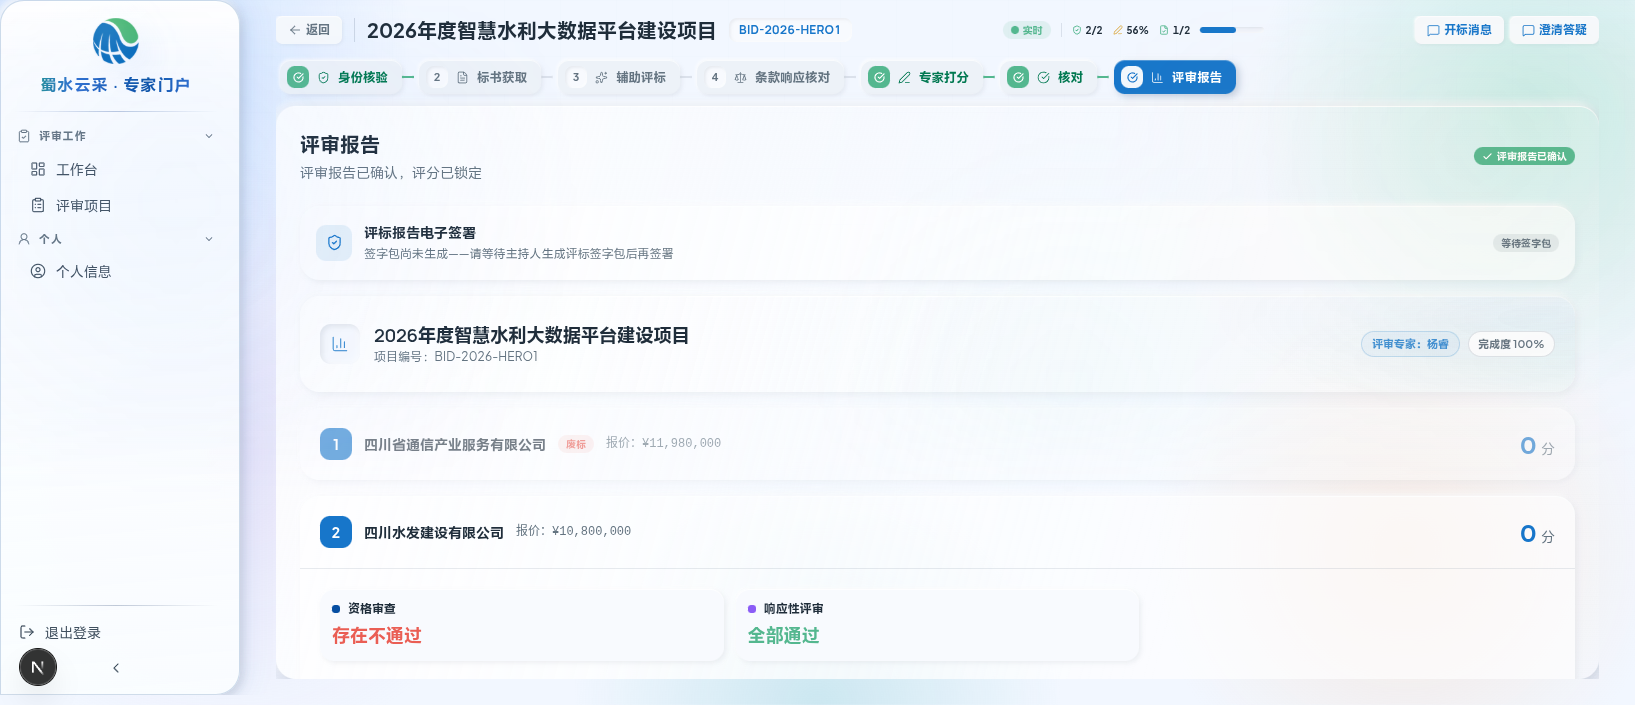 蜀水云采 · 专家门户
评审工作
工作台
评审项目
个人
个人信息
退出登录
N
返回
2026年度智慧水利大数据平台建设项目
BID-2026-HERO1
实时
2/2
56%
1/2
开标消息
澄清答疑
身份核验
2 标书获取
3 辅助评标
4 条款响应核对
专家打分
核对
评审报告
评审报告
评审报告已确认，评分已锁定
评审报告已确认
评标报告电子签署
签字包尚未生成——请等待主持人生成评标签字包后再签署
等待签字包
2026年度智慧水利大数据平台建设项目
项目编号：BID-2026-HERO1
评审专家：杨睿
完成度100%
1 四川省通信产业服务有限公司 废标 报价：¥11,980,000
0 分
2 四川水发建设有限公司 报价：¥10,800,000
0 分
资格审查
存在不通过
响应性评审
全部通过